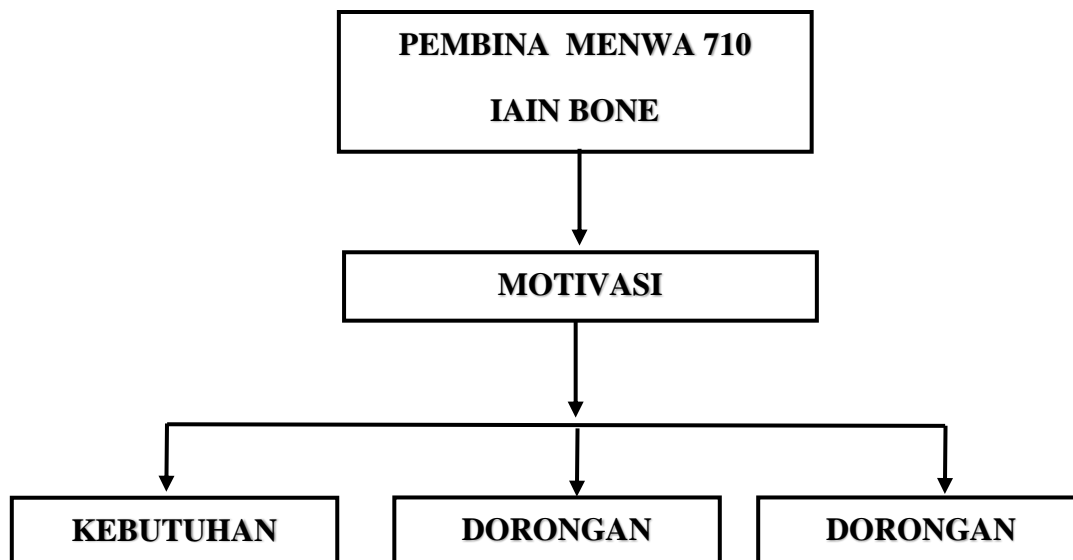 PEMBINA MENWA 710
IAIN BONE
MOTIVASI
KEBUTUHAN
DORONGAN
DORONGAN